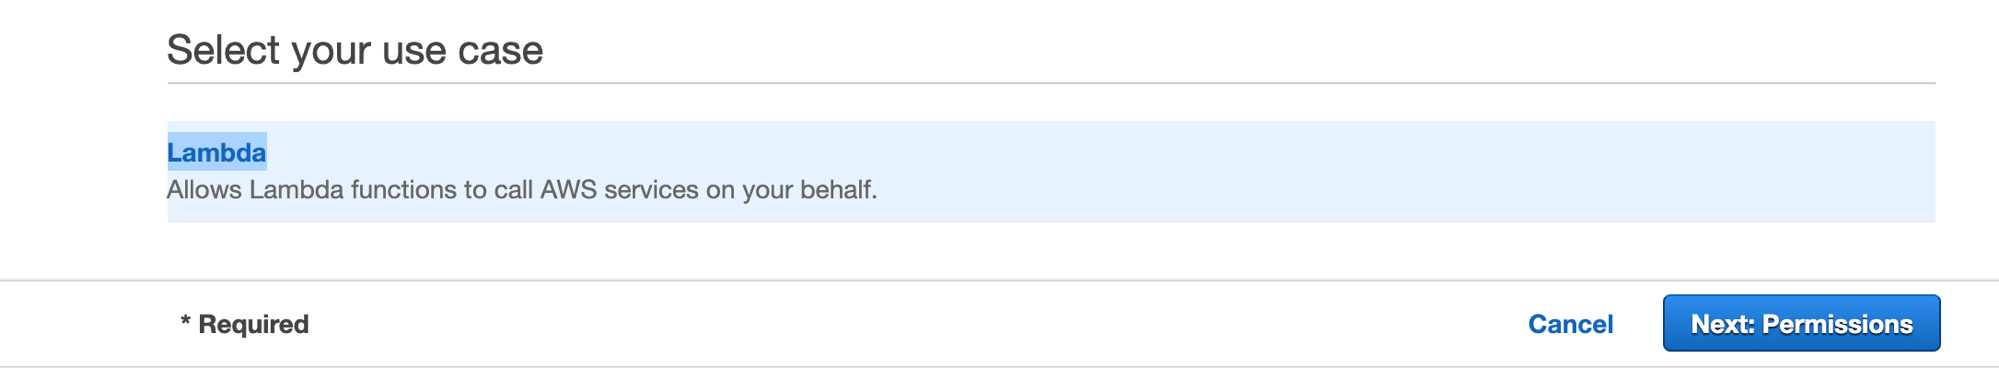 Select your use case
Lambda
Allows Lambda functions to call AWS services on your behalf.
* Required
Cancel
Next: Permissions